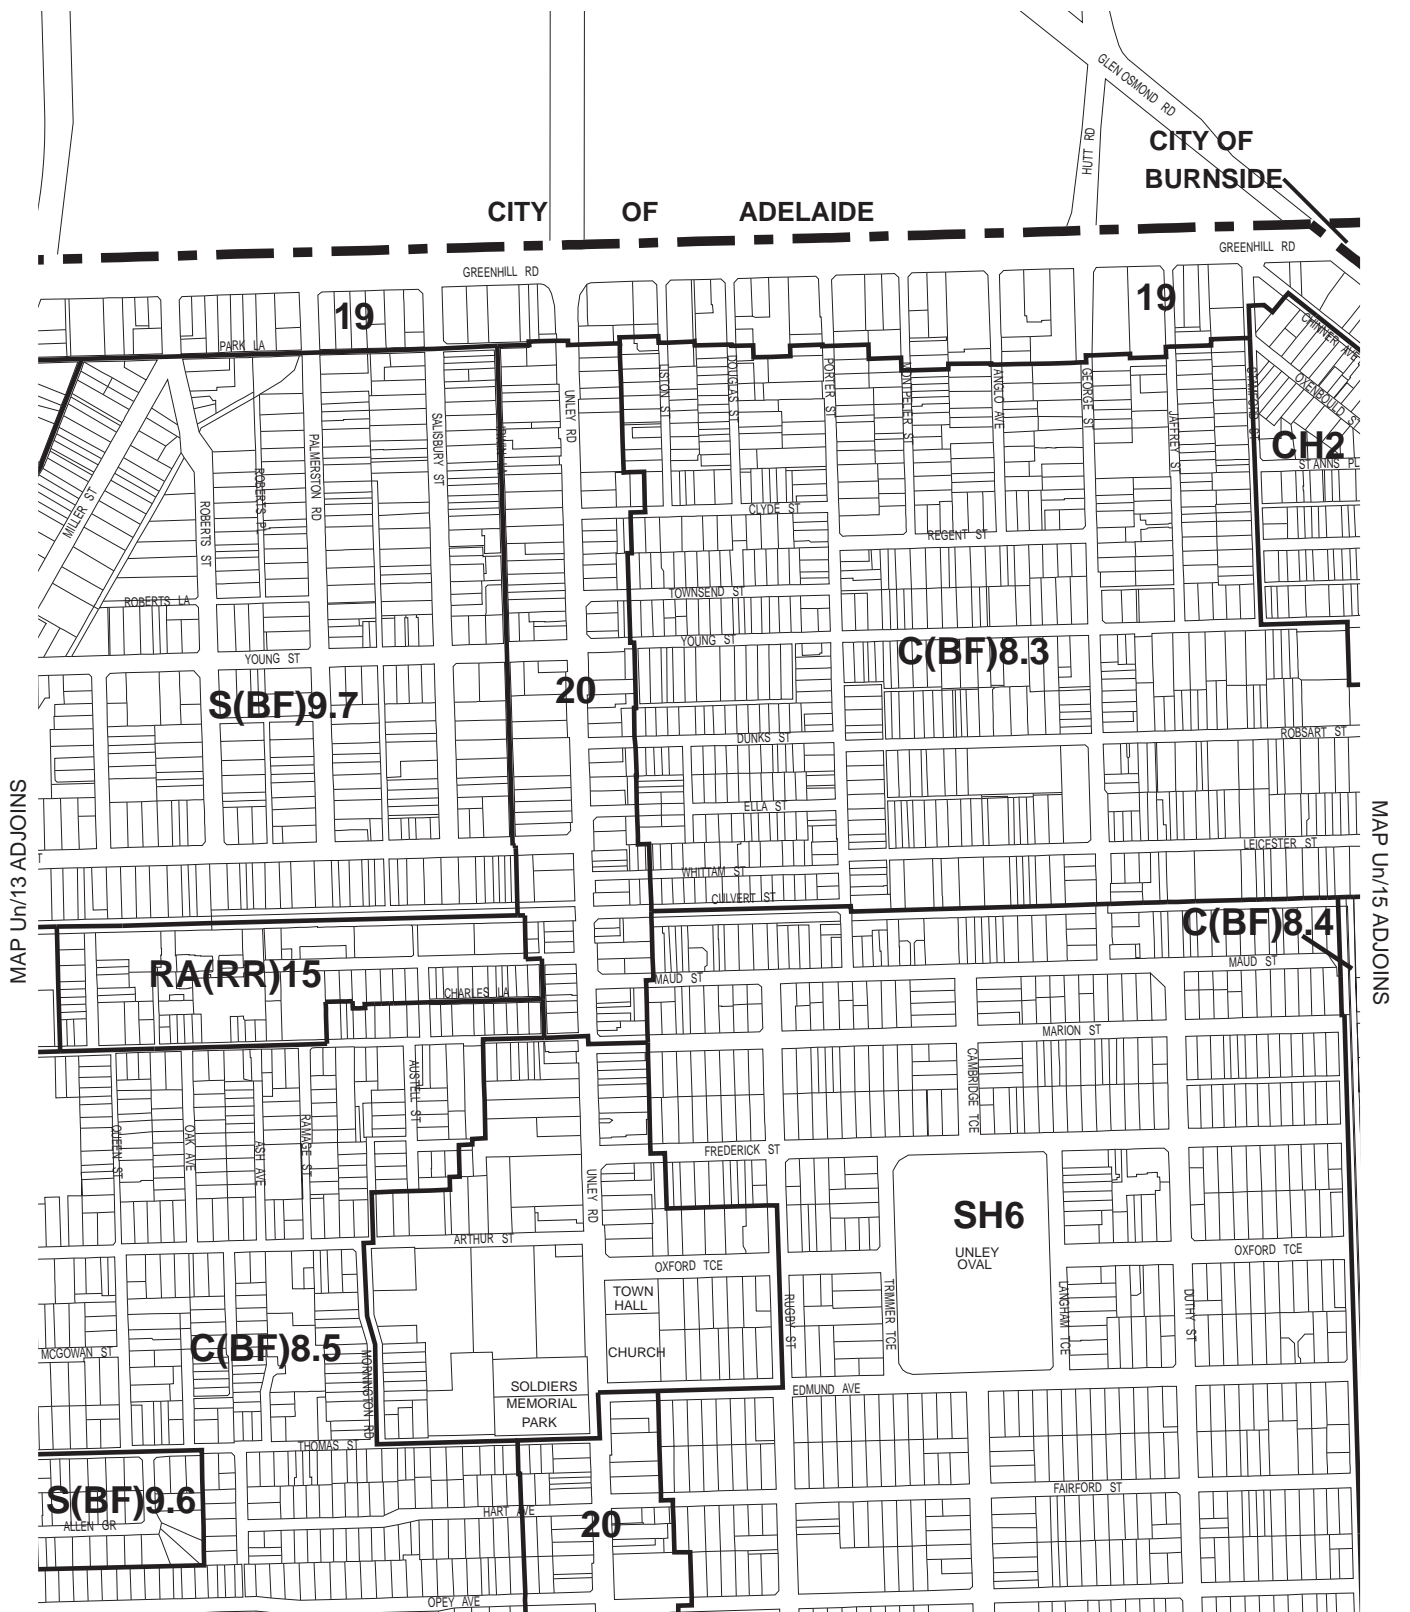 GLEN OSMOND RD
HUTT RD
CITY OF
BURNSIDE
CITY OF ADELAIDE
GREENHILL RD
GREENHILL RD
19
19
PARK LA
CHINNER AVE
OXENBOULD ST
LISTON ST
DOUGLAS ST
PORTER ST
MONTPELIER ST
ANGLO AVE
GEORGE ST
JAFFREY ST
UNLEY RD
SALISBURY ST
PALMERSTON RD
CH2
ST ANNS PL
MILLER ST
ROBERTS ST
ROBERTS PL
CLYDE ST
REGENT ST
ROBERTS LA
TOWNSEND ST
YOUNG ST
YOUNG ST
C(BF)8.3
S(BF)9.7
20
DUNKS ST
ROBSART ST
ELLA ST
LEICESTER ST
WHITTAM ST
CULVERT ST
MAP Un/13 ADJOINS
MAP Un/15 ADJOINS
C(BF)8.4
MAUD ST
RA(RR)15
MAUD ST
CHARLES LA
MARION ST
AUSTELL ST
CAMBRIDGE TCE
QUEEN ST
OAK AVE
ASH AVE
RAMAGE ST
FREDERICK ST
UNLEY RD
SH6
UNLEY
OVAL
ARTHUR ST
OXFORD TCE
OXFORD TCE
TOWN
HALL
RUGBY ST
TRIMMER TCE
LANGHAM TCE
DUTHY ST
C(BF)8.5
MCGOWAN ST
CHURCH
MORNINGTON RD
SOLDIERS
MEMORIAL
PARK
EDMUND AVE
THOMAS ST
S(BF)9.6
ALLEN GR
HART AVE
20
FAIRFORD ST
OPEY AVE